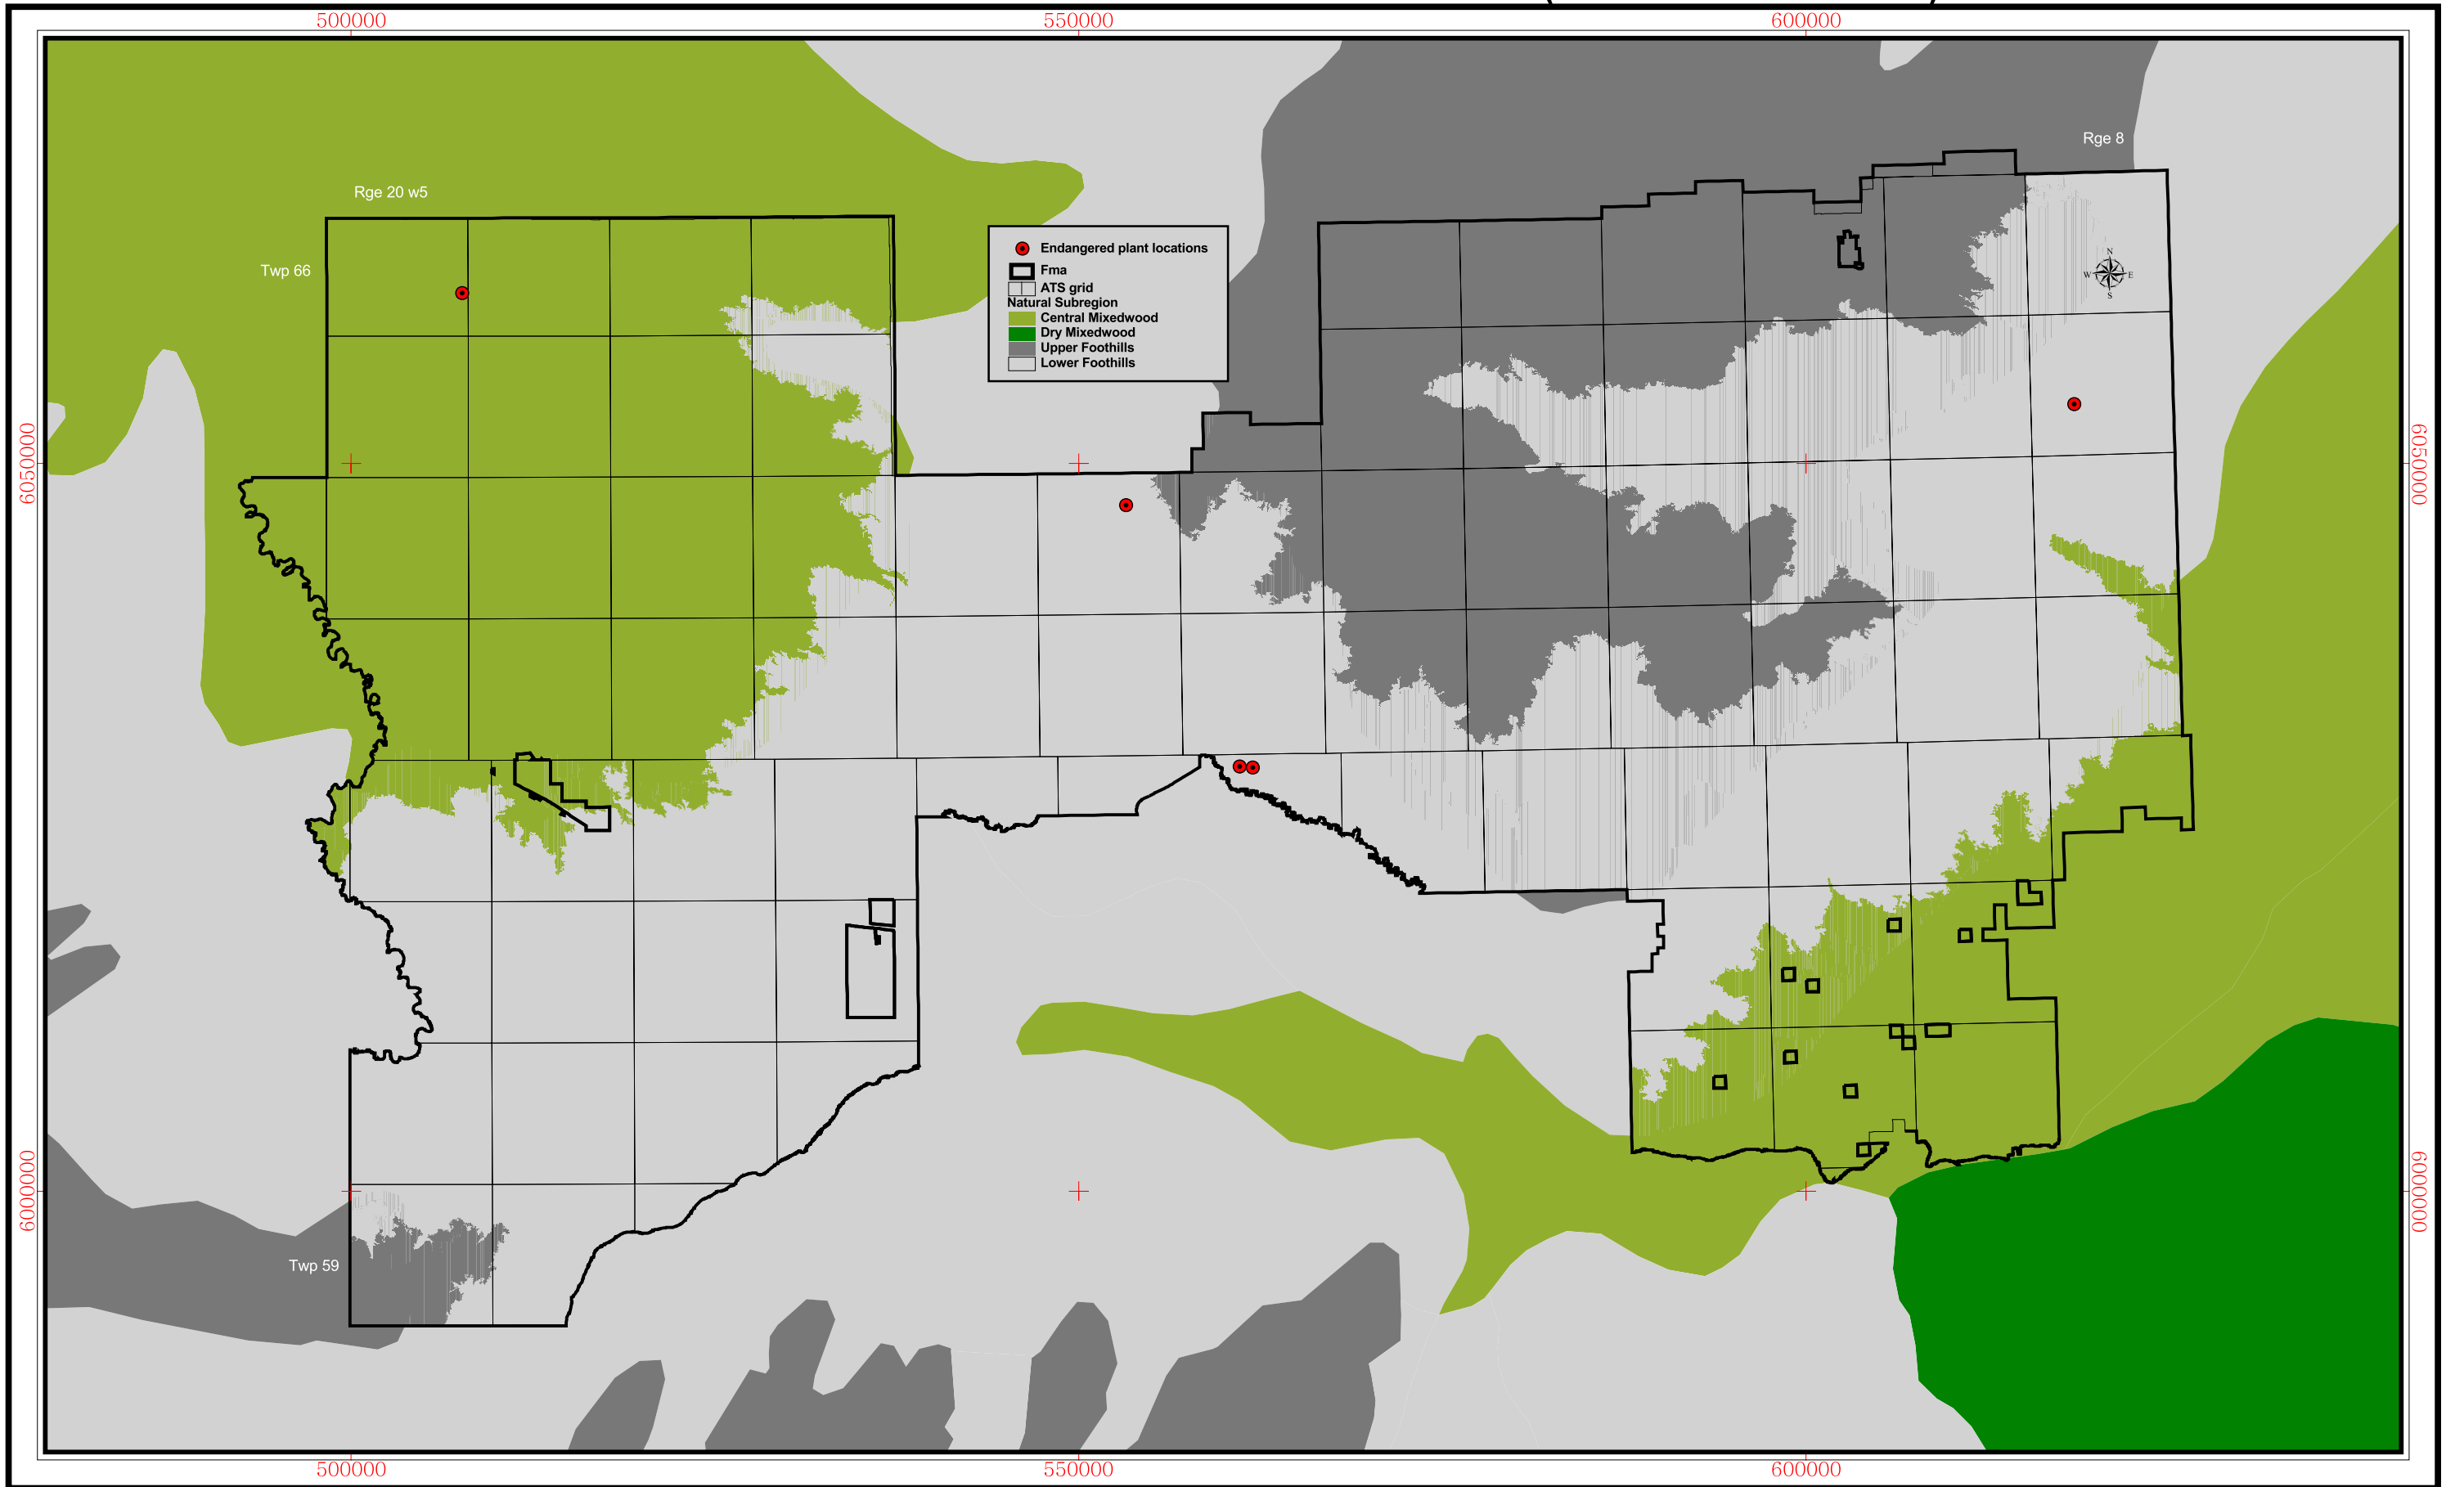 500000 550000 600000
Rge 8
Rge 20 w5
Twp 66
Endangered plant locations
Fma
ATS grid
Natural Subregion
Central Mixedwood
Dry Mixedwood
Upper Foothills
Lower Foothills
N
W E
S
6050000 6050000
6000000 6000000
Twp 59
500000 550000 600000